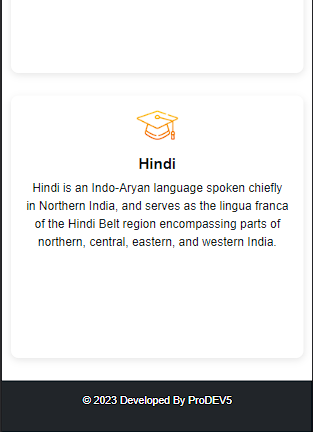 Hindi
Hindi is an Indo-Aryan language spoken chiefly
in Northern India, and serves as the lingua franca
of the Hindi Belt region encompassing parts of
northern, central, eastern, and western India.
© 2023 Developed By ProDEV5